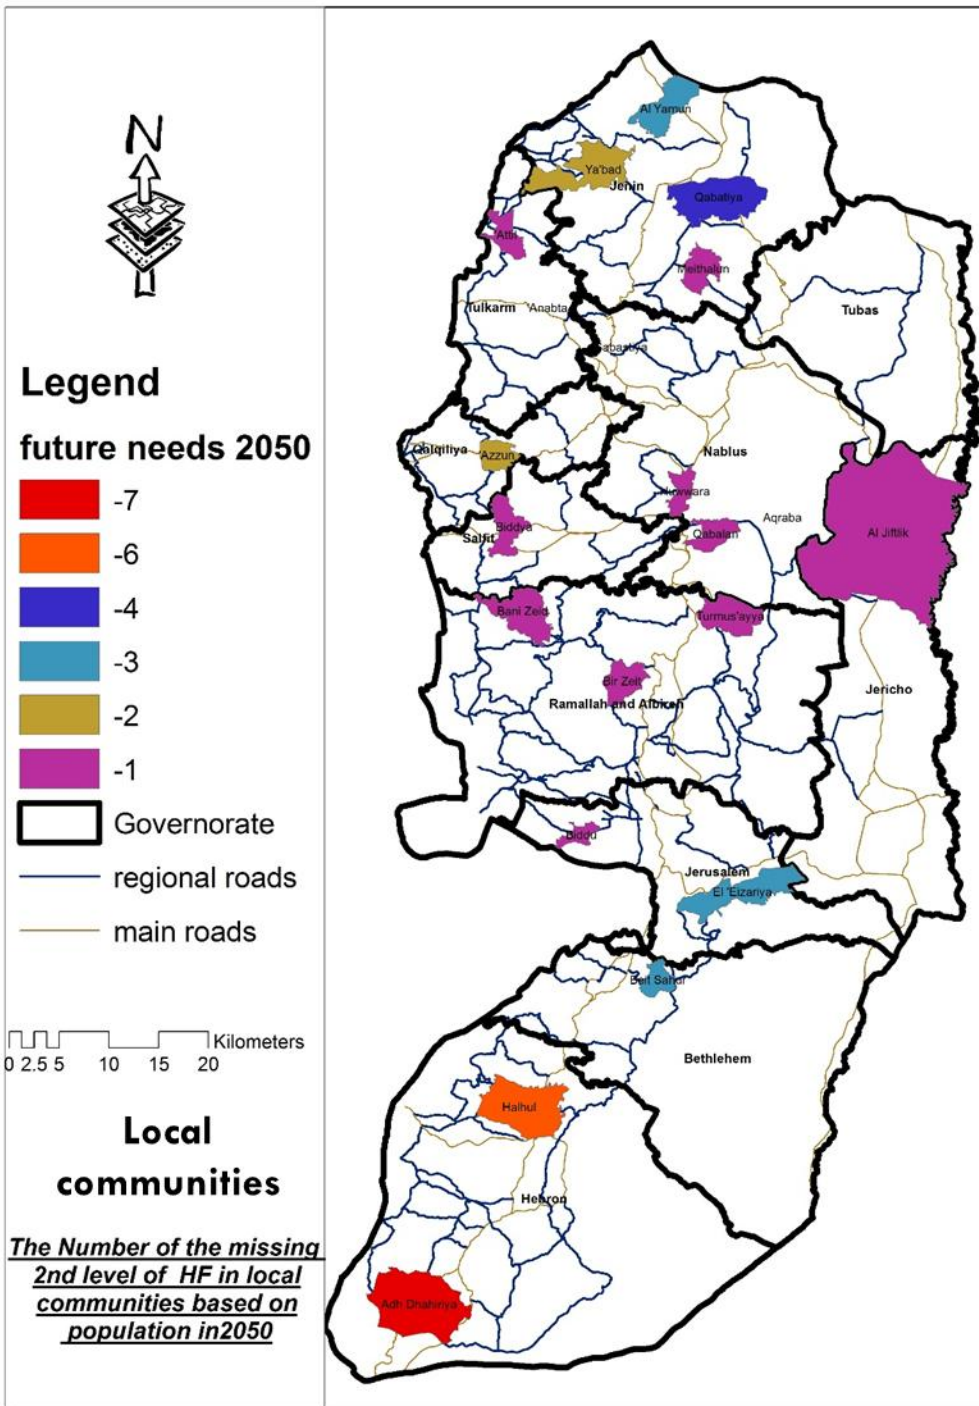 N
Legend
future needs 2050
-7
-6
-4
-3
-2
-1
Governorate
regional roads
main roads
Kilometers
0 2.5 5 10 15 20
Local
communities
The Number of the missing
2nd level of HF in local
communities based on
population in2050
Al Yamun
Ya'bad
Jenin
Qabatiya
'Attil
Meithalun
Tulkarm
'Anabta
Tubas
Sabastiya
Qalqiliya
'Azzun
Nablus
Huwwara
Biddya
Salfit
Qabalan
Aqraba
Al Jiftlik
Bani Zeid
Turmus'ayya
Bir Zeit
Ramallah and Albireh
Jericho
Biddu
Jerusalem
El 'Eizariya
Beit Sahur
Bethlehem
Halhul
Hebron
Adh Dhahiriya